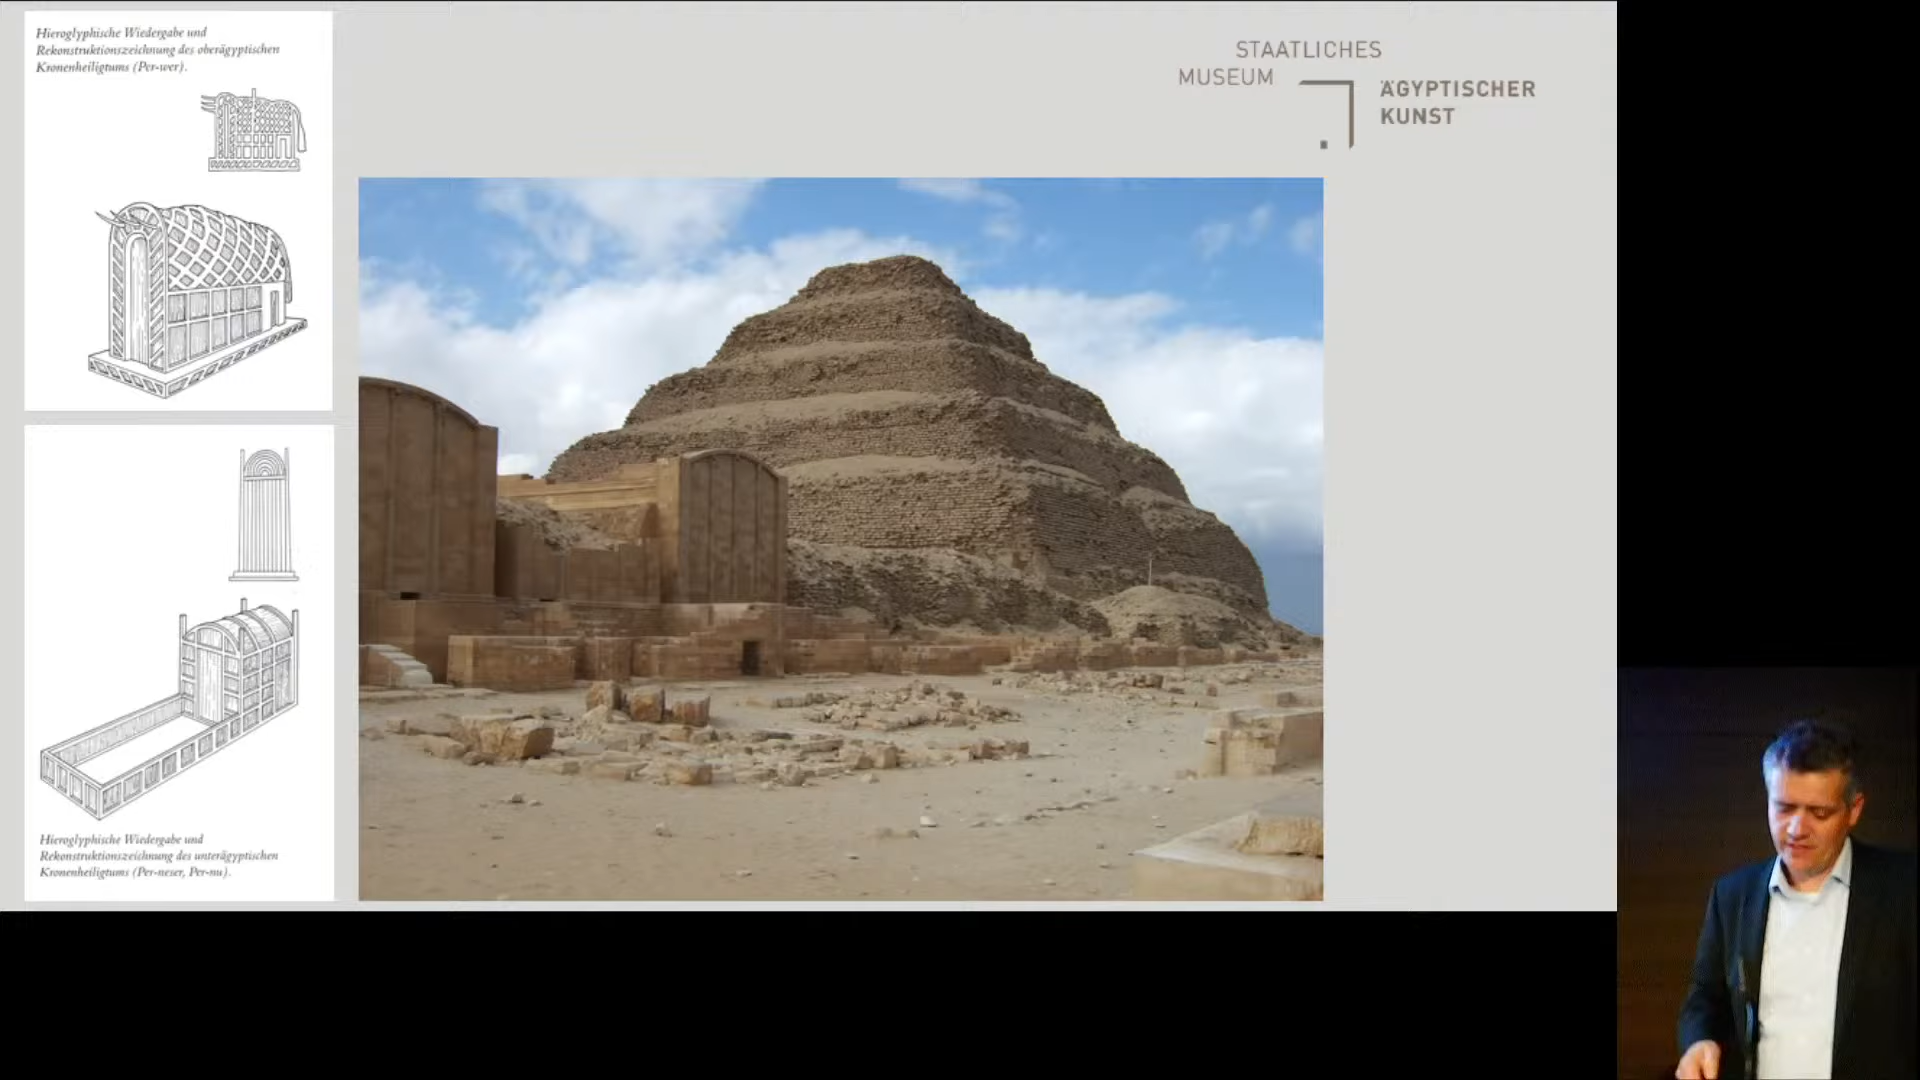 Hieroglyphische Wiedergabe und
Rekonstruktionszeichnung des oberägyptischen
Kronenheiligtums (Per-wer).
STAATLICHES
MUSEUM
ÄGYPTISCHER
KUNST
Hieroglyphische Wiedergabe und
Rekonstruktionszeichnung des unterägyptischen
Kronenheiligtums (Per-neser, Per-nu).